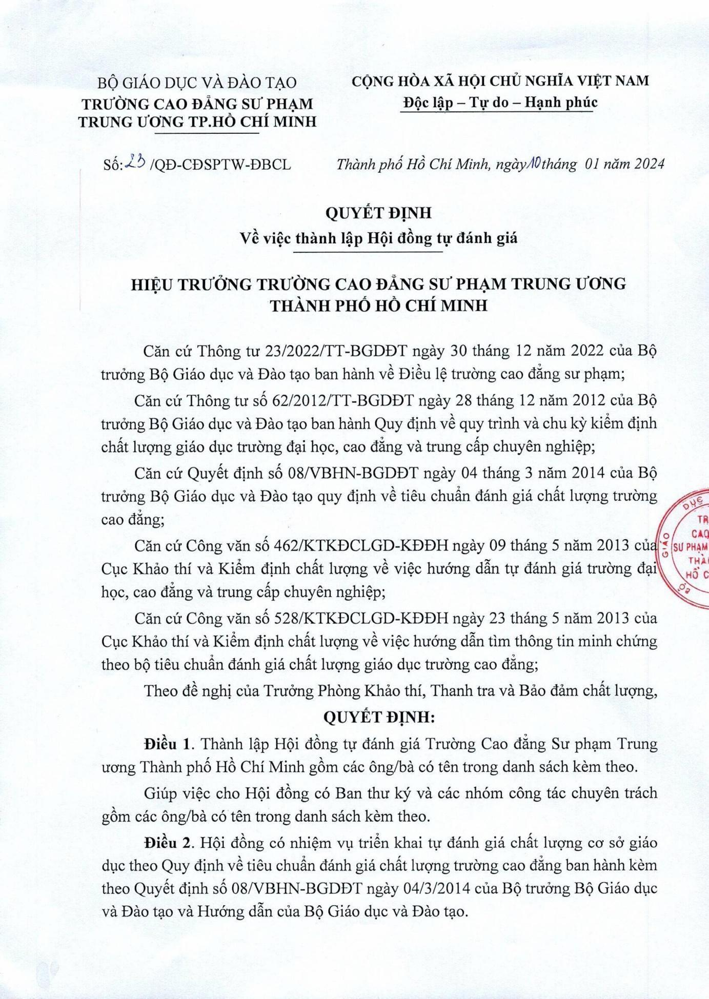 BỘ GIÁO DỤC VÀ ĐÀO TẠO
TRƯỜNG CAO ĐẲNG SƯ PHẠM
TRUNG ƯƠNG TP.HỒ CHÍ MINH
CỘNG HÒA XÃ HỘI CHỦ NGHĨA VIỆT NAM
Độc lập – Tự do – Hạnh phúc
Số: 23 /QĐ-CĐSPTW-ĐBCL
Thành phố Hồ Chí Minh, ngày 10 tháng 01 năm 2024
QUYẾT ĐỊNH
Về việc thành lập Hội đồng tự đánh giá
HIỆU TRƯỞNG TRƯỜNG CAO ĐẲNG SƯ PHẠM TRUNG ƯƠNG
THÀNH PHỐ HỒ CHÍ MINH
Căn cứ Thông tư 23/2022/TT-BGDĐT ngày 30 tháng 12 năm 2022 của Bộ
trưởng Bộ Giáo dục và Đào tạo ban hành về Điều lệ trường cao đẳng sư phạm;
Căn cứ Thông tư số 62/2012/TT-BGDĐT ngày 28 tháng 12 năm 2012 của Bộ
trưởng Bộ Giáo dục và Đào tạo ban hành Quy định về quy trình và chu kỳ kiểm định
chất lượng giáo dục trường đại học, cao đẳng và trung cấp chuyên nghiệp;
Căn cứ Quyết định số 08/VBHN-BGDĐT ngày 04 tháng 3 năm 2014 của Bộ
trưởng Bộ Giáo dục và Đào tạo quy định về tiêu chuẩn đánh giá chất lượng trường
cao đẳng;
Căn cứ Công văn số 462/KTKĐCLGD-KĐĐH ngày 09 tháng 5 năm 2013 của
Cục Khảo thí và Kiểm định chất lượng về việc hướng dẫn tự đánh giá trường đại
học, cao đẳng và trung cấp chuyên nghiệp;
Căn cứ Công văn số 528/KTKĐCLGD-KĐĐH ngày 23 tháng 5 năm 2013 của
Cục Khảo thí và Kiểm định chất lượng về việc hướng dẫn tìm thông tin minh chứng
theo bộ tiêu chuẩn đánh giá chất lượng giáo dục trường cao đẳng;
Theo đề nghị của Trưởng Phòng Khảo thí, Thanh tra và Bảo đảm chất lượng,
QUYẾT ĐỊNH:
Điều 1. Thành lập Hội đồng tự đánh giá Trường Cao đẳng Sư phạm Trung
ương Thành phố Hồ Chí Minh gồm các ông/bà có tên trong danh sách kèm theo.
Giúp việc cho Hội đồng có Ban thư ký và các nhóm công tác chuyên trách
gồm các ông/bà có tên trong danh sách kèm theo.
Điều 2. Hội đồng có nhiệm vụ triển khai tự đánh giá chất lượng cơ sở giáo
dục theo Quy định về tiêu chuẩn đánh giá chất lượng trường cao đẳng ban hành kèm
theo Quyết định số 08/VBHN-BGDĐT ngày 04/3/2014 của Bộ trưởng Bộ Giáo dục
và Đào tạo và Hướng dẫn của Bộ Giáo dục và Đào tạo.
BỘ GIÁO DỤC
TR
CAO
SƯ PHẠM
THÀ
HỒ C